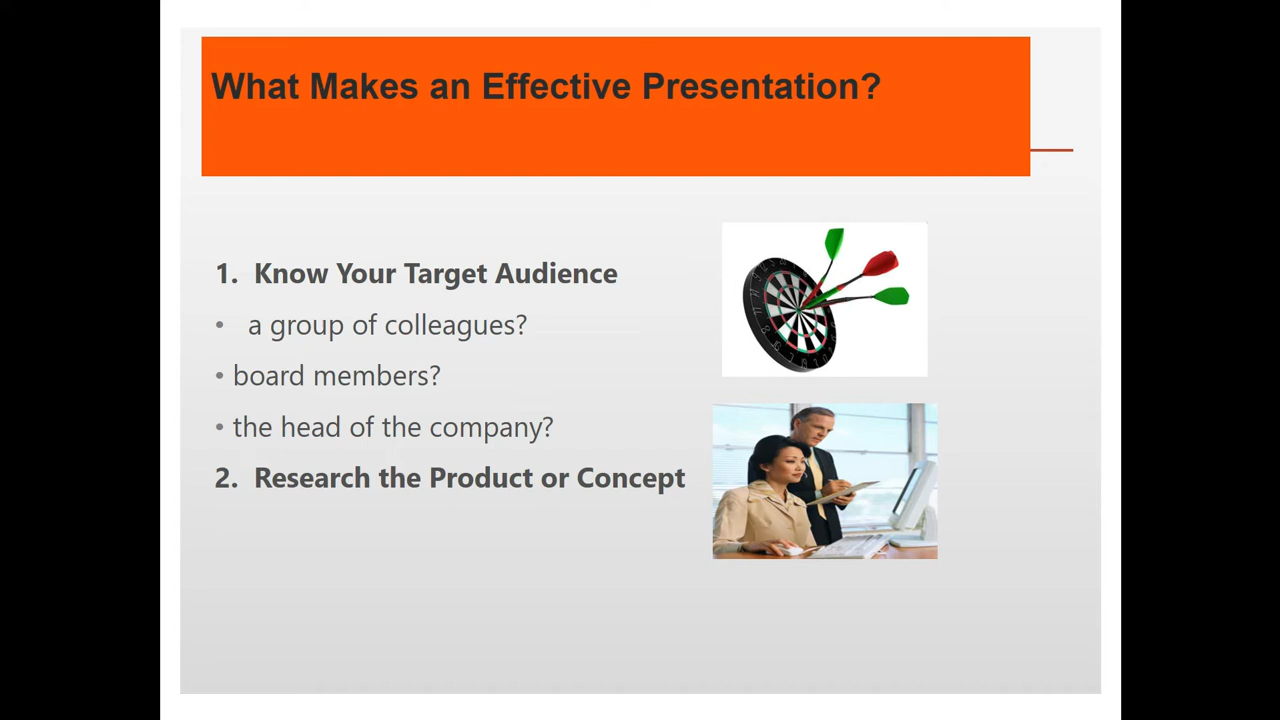 What Makes an Effective Presentation?
1. Know Your Target Audience
• a group of colleagues?
• board members?
• the head of the company?
2. Research the Product or Concept